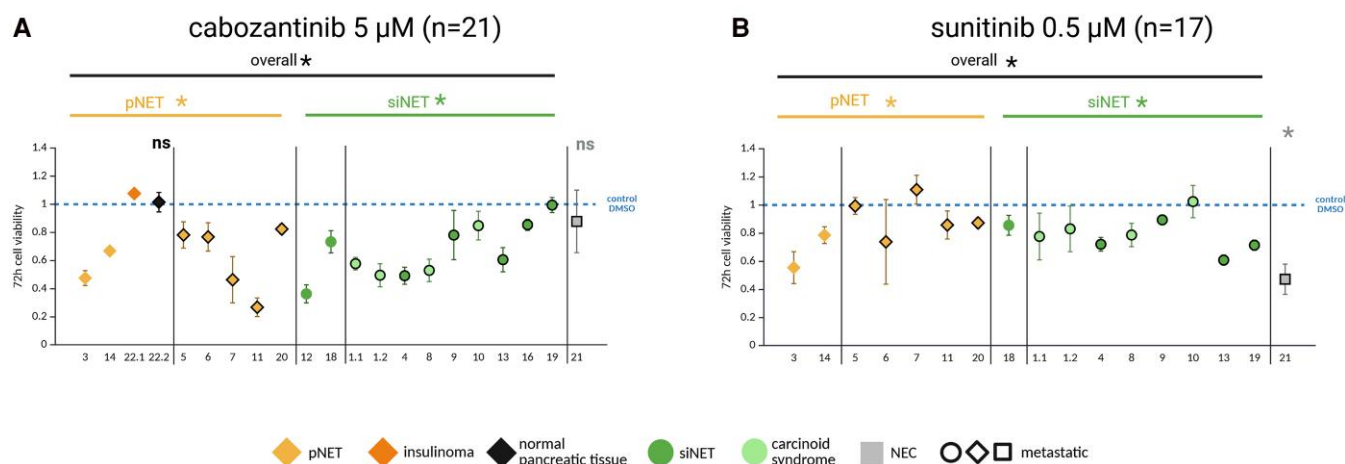 A
cabozantinib 5 µM (n=21)
overall *
pNET *
siNET *
ns
ns
72h cell viability
1.4
1.2
1
0.8
0.6
0.4
0.2
0
control
DMSO
3 14 22.1 22.2 5 6 7 11 20 12 18 1.1 1.2 4 8 9 10 13 16 19 21
B
sunitinib 0.5 µM (n=17)
overall *
pNET *
siNET *
*
72h cell viability
1.4
1.2
1
0.8
0.6
0.4
0.2
0
control
DMSO
3 14 5 6 7 11 20 18 1.1 1.2 4 8 9 10 13 19 21
pNET
insulinoma
normal
pancreatic tissue
siNET
carcinoid
syndrome
NEC
metastatic